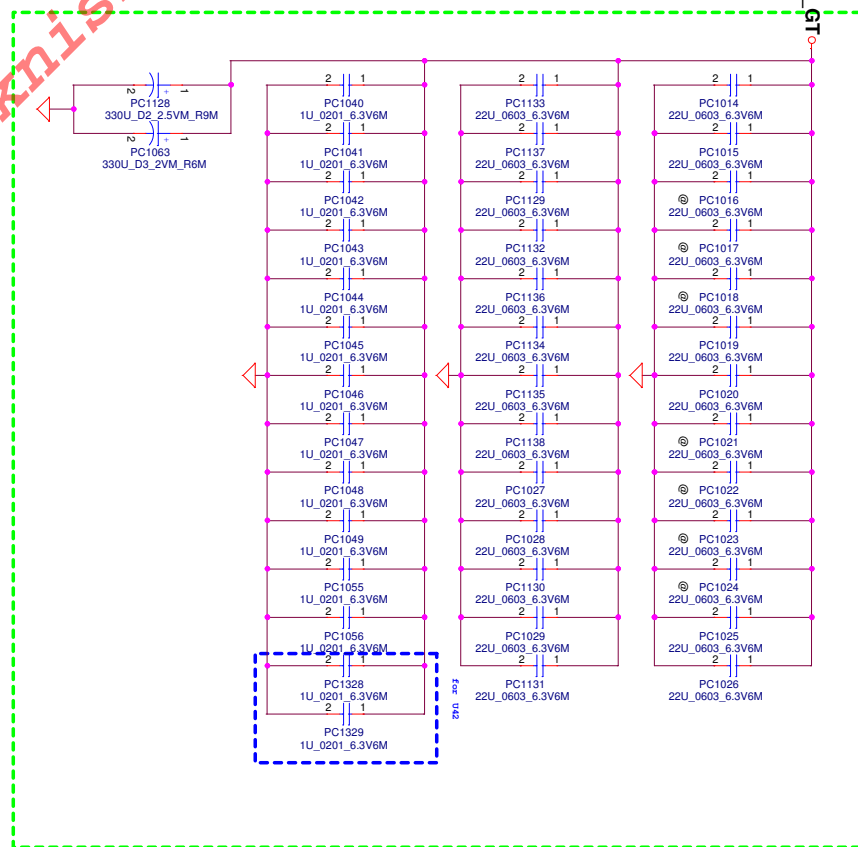 _GT
Knis
2 1
PC1128
330U_D2_2.5VM_R9M
2 1
PC1063
330U_D3_2VM_R6M
2 1
PC1040
1U_0201_6.3V6M
2 1
PC1041
1U_0201_6.3V6M
2 1
PC1042
1U_0201_6.3V6M
2 1
PC1043
1U_0201_6.3V6M
2 1
PC1044
1U_0201_6.3V6M
2 1
PC1045
1U_0201_6.3V6M
2 1
PC1046
1U_0201_6.3V6M
2 1
PC1047
1U_0201_6.3V6M
2 1
PC1048
1U_0201_6.3V6M
2 1
PC1049
1U_0201_6.3V6M
2 1
PC1055
1U_0201_6.3V6M
2 1
PC1056
1U_0201_6.3V6M
2 1
PC1328
1U_0201_6.3V6M
2 1
PC1329
1U_0201_6.3V6M
for U42
2 1
PC1133
22U_0603_6.3V6M
2 1
PC1137
22U_0603_6.3V6M
2 1
PC1129
22U_0603_6.3V6M
2 1
PC1132
22U_0603_6.3V6M
2 1
PC1136
22U_0603_6.3V6M
2 1
PC1134
22U_0603_6.3V6M
2 1
PC1135
22U_0603_6.3V6M
2 1
PC1138
22U_0603_6.3V6M
2 1
PC1027
22U_0603_6.3V6M
2 1
PC1028
22U_0603_6.3V6M
2 1
PC1130
22U_0603_6.3V6M
2 1
PC1029
22U_0603_6.3V6M
2 1
PC1131
22U_0603_6.3V6M
2 1
PC1014
22U_0603_6.3V6M
2 1
PC1015
22U_0603_6.3V6M
2 1
@ PC1016
22U_0603_6.3V6M
2 1
@ PC1017
22U_0603_6.3V6M
2 1
@ PC1018
22U_0603_6.3V6M
2 1
PC1019
22U_0603_6.3V6M
2 1
PC1020
22U_0603_6.3V6M
2 1
@ PC1021
22U_0603_6.3V6M
2 1
@ PC1022
22U_0603_6.3V6M
2 1
@ PC1023
22U_0603_6.3V6M
2 1
@ PC1024
22U_0603_6.3V6M
2 1
PC1025
22U_0603_6.3V6M
2 1
PC1026
22U_0603_6.3V6M